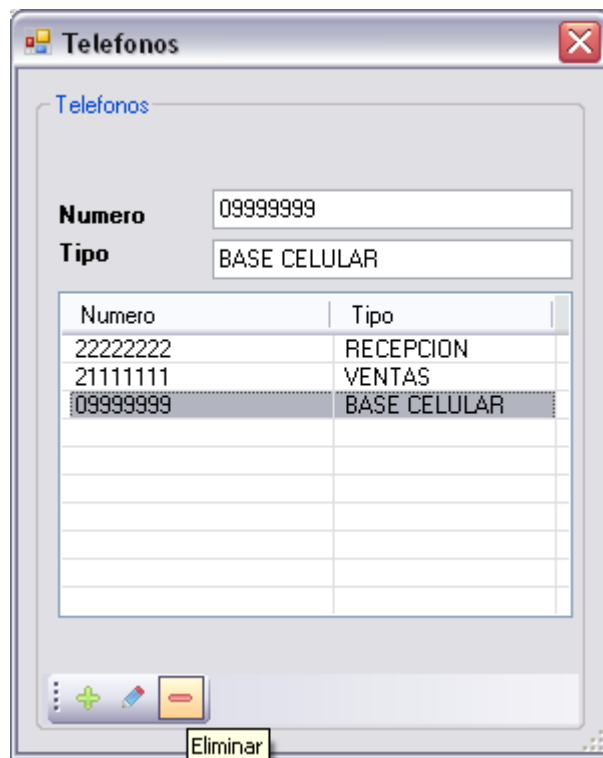 Telefonos
Telefonos
Numero 09999999
Tipo BASE CELULAR
Numero Tipo
22222222 RECEPCION
21111111 VENTAS
09999999 BASE CELULAR
Eliminar